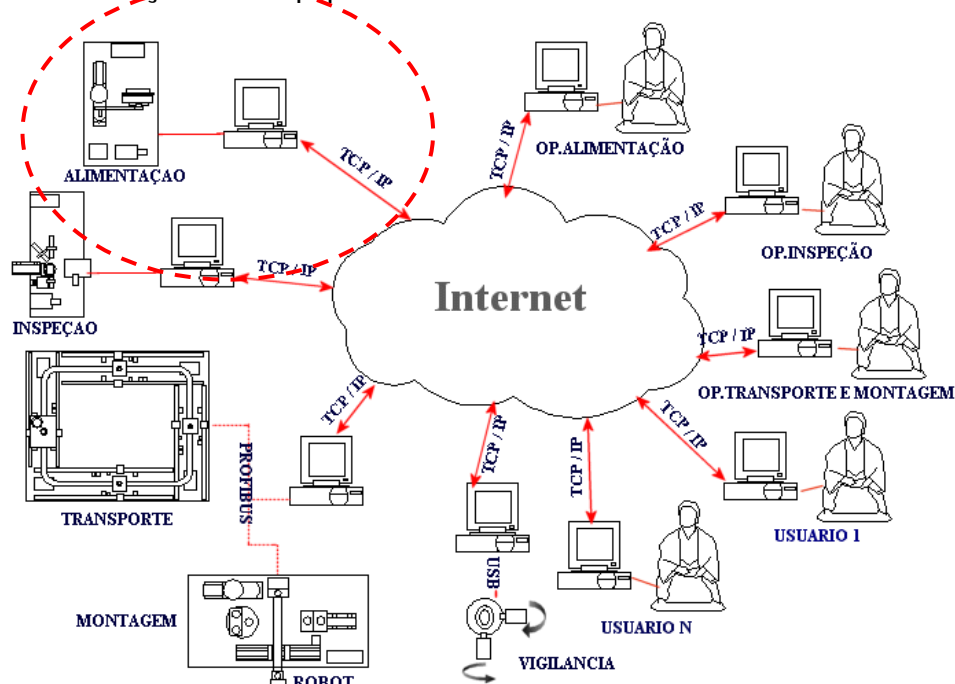 TCP / IP
OP.ALIMENTAÇÃO
ALIMENTAÇAO
TCP / IP
TCP / IP
OP.INSPEÇÃO
TCP / IP
INSPEÇAO
Internet
TCP / IP
OP.TRANSPORTE E MONTAGEM
TCP / IP
TCP / IP
TCP / IP
TCP / IP
PROFIBUS
TRANSPORTE
USUARIO 1
USB
MONTAGEM
USUARIO N
VIGILANCIA
ROBOT